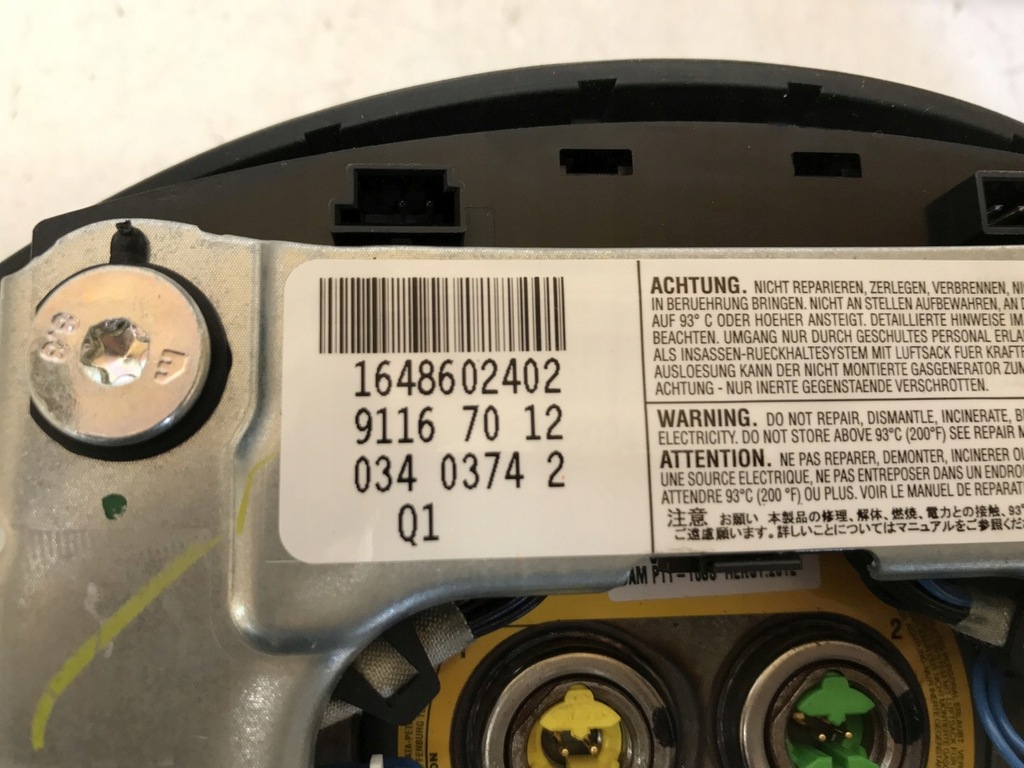 1648602402
9116 70 12
034 0374 2
Q1
ACHTUNG. NICHT REPARIEREN, ZERLEGEN, VERBRENNEN,
IN BERUEHRUNG BRINGEN. NICHT AN STELLEN AUFBEWAHREN, AN
AUF 93° C ODER HOEHER ANSTEIGT. DETAILLIERTE HINWEISE IM
BEACHTEN. UMGANG NUR DURCH GESCHULTES PERSONAL
ALS INSASSEN-RUECKHALTESYSTEM MIT LUFTSACK FUER
AUSLOESUNG KANN DER NICHT MONTIERTE GASGENERATOR ZUM
ACHTUNG - NUR INERTE GEGENSTAENDE VERSCHROTTEN.
WARNING. DO NOT REPAIR, DISMANTLE, INCINERATE,
ELECTRICITY. DO NOT STORE ABOVE 93°C (200°F) SEE REPAIR
ATTENTION. NE PAS REPARER, DEMONTER, INCINERER
UNE SOURCE ELECTRIQUE, NE PAS ENTREPOSER DANS UN
ATTENDRE 93°C (200 °F) OU PLUS. VOIR LE MANUEL DE
注意 お願い 本製品の修理、解体、燃焼、電力との接触、93°
ご遠慮願います。詳しいことについてはマニュアルをご参照
2